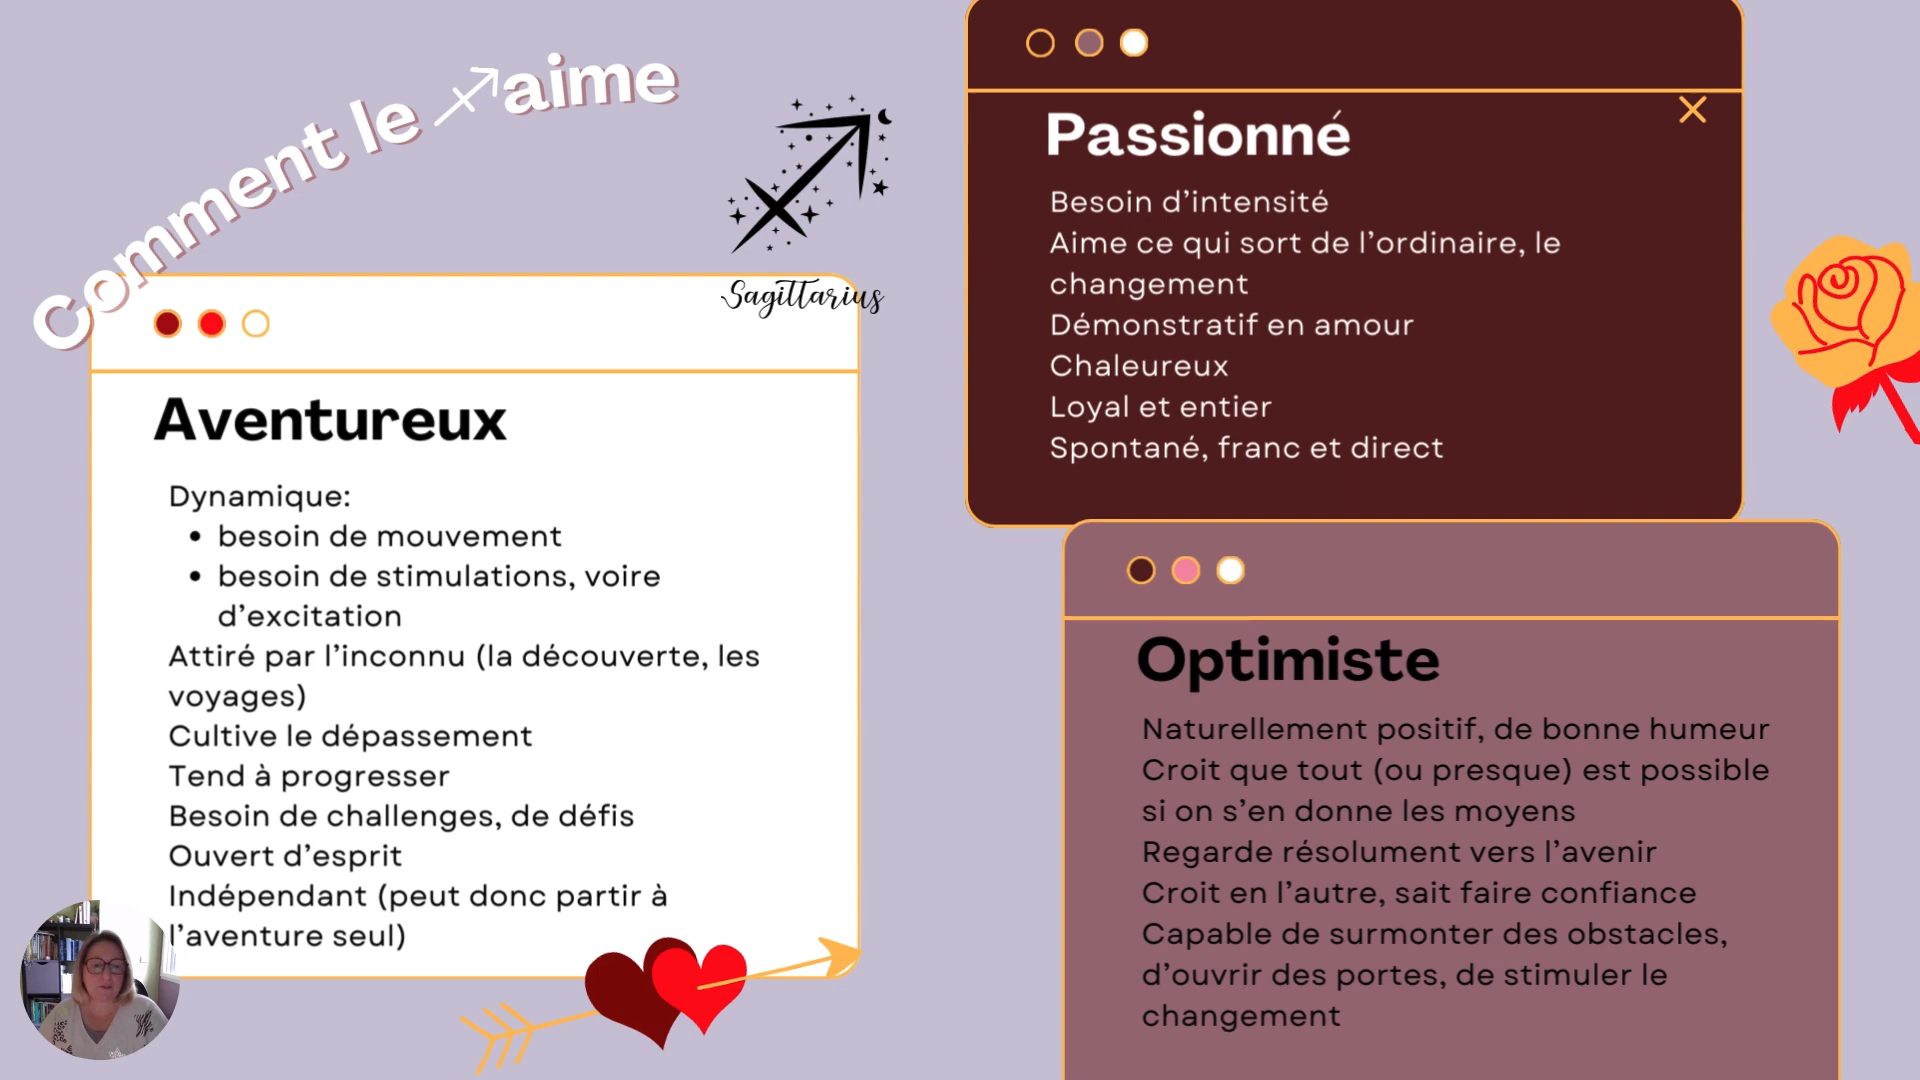 Comment le ♐aime
Sagittarius
Aventureux
Dynamique:
• besoin de mouvement
• besoin de stimulations, voire
d’excitation
Attiré par l’inconnu (la découverte, les
voyages)
Cultive le dépassement
Tend à progresser
Besoin de challenges, de défis
Ouvert d’esprit
Indépendant (peut donc partir à
l’aventure seul)
Passionné
Besoin d’intensité
Aime ce qui sort de l’ordinaire, le
changement
Démonstratif en amour
Chaleureux
Loyal et entier
Spontané, franc et direct
Optimiste
Naturellement positif, de bonne humeur
Croit que tout (ou presque) est possible
si on s’en donne les moyens
Regarde résolument vers l’avenir
Croit en l’autre, sait faire confiance
Capable de surmonter des obstacles,
d’ouvrir des portes, de stimuler le
changement